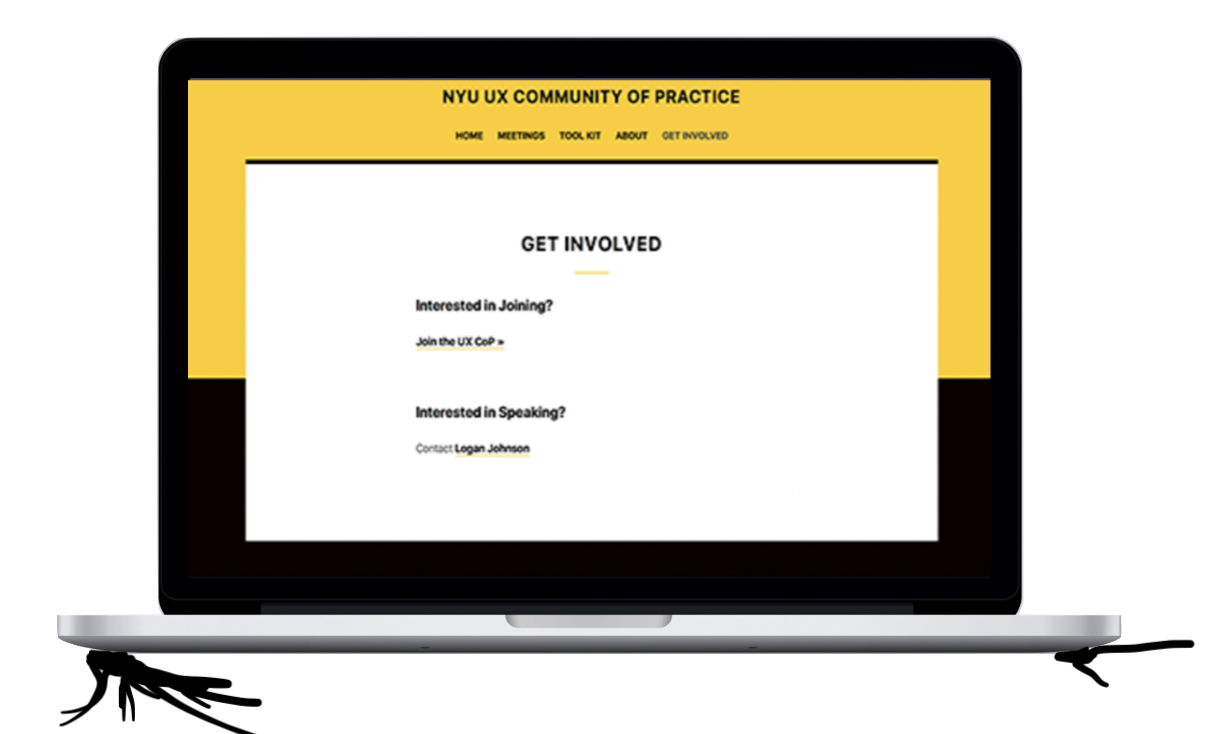 NYU UX COMMUNITY OF PRACTICE
HOME MEETINGS TOOL KIT ABOUT GET INVOLVED
GET INVOLVED
Interested in Joining?
Join the UX CoP »
Interested in Speaking?
Contact Logan Johnson